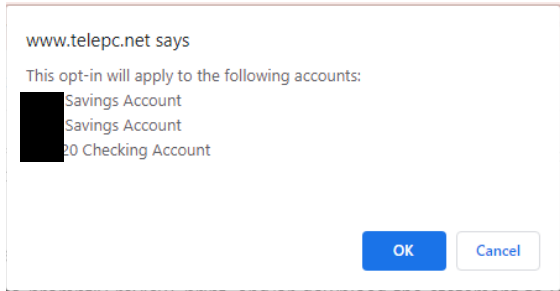 www.telepc.net says
This opt-in will apply to the following accounts:
Savings Account
Savings Account
20 Checking Account
OK
Cancel